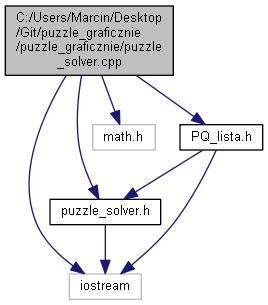 C:/Users/Marcin/Desktop
/Git/puzzle_graficznie
/puzzle_graficznie/puzzle
_solver.cpp
math.h
PQ_lista.h
puzzle_solver.h
iostream